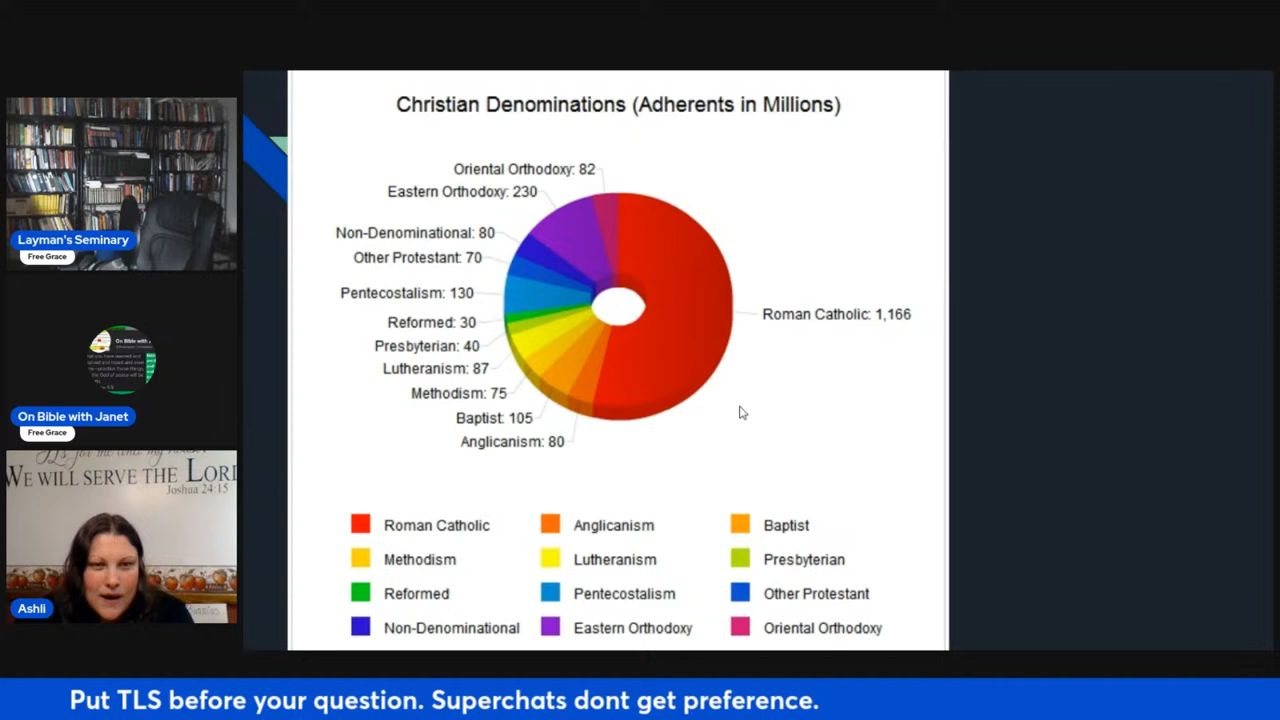 Christian Denominations (Adherents in Millions)
Oriental Orthodoxy: 82
Eastern Orthodoxy: 230
Non-Denominational: 80
Other Protestant: 70
Pentecostalism: 130
Reformed: 30
Presbyterian: 40
Lutheranism: 87
Methodism: 75
Baptist: 105
Anglicanism: 80
Roman Catholic: 1,166
Roman Catholic Anglicanism Baptist
Methodism Lutheranism Presbyterian
Reformed Pentecostalism Other Protestant
Non-Denominational Eastern Orthodoxy Oriental Orthodoxy
Layman's Seminary
Free Grace
On Bible with Janet
Free Grace
WE WILL SERVE THE LORD
Joshua 24:15
Ashli
Put TLS before your question. Superchats dont get preference.